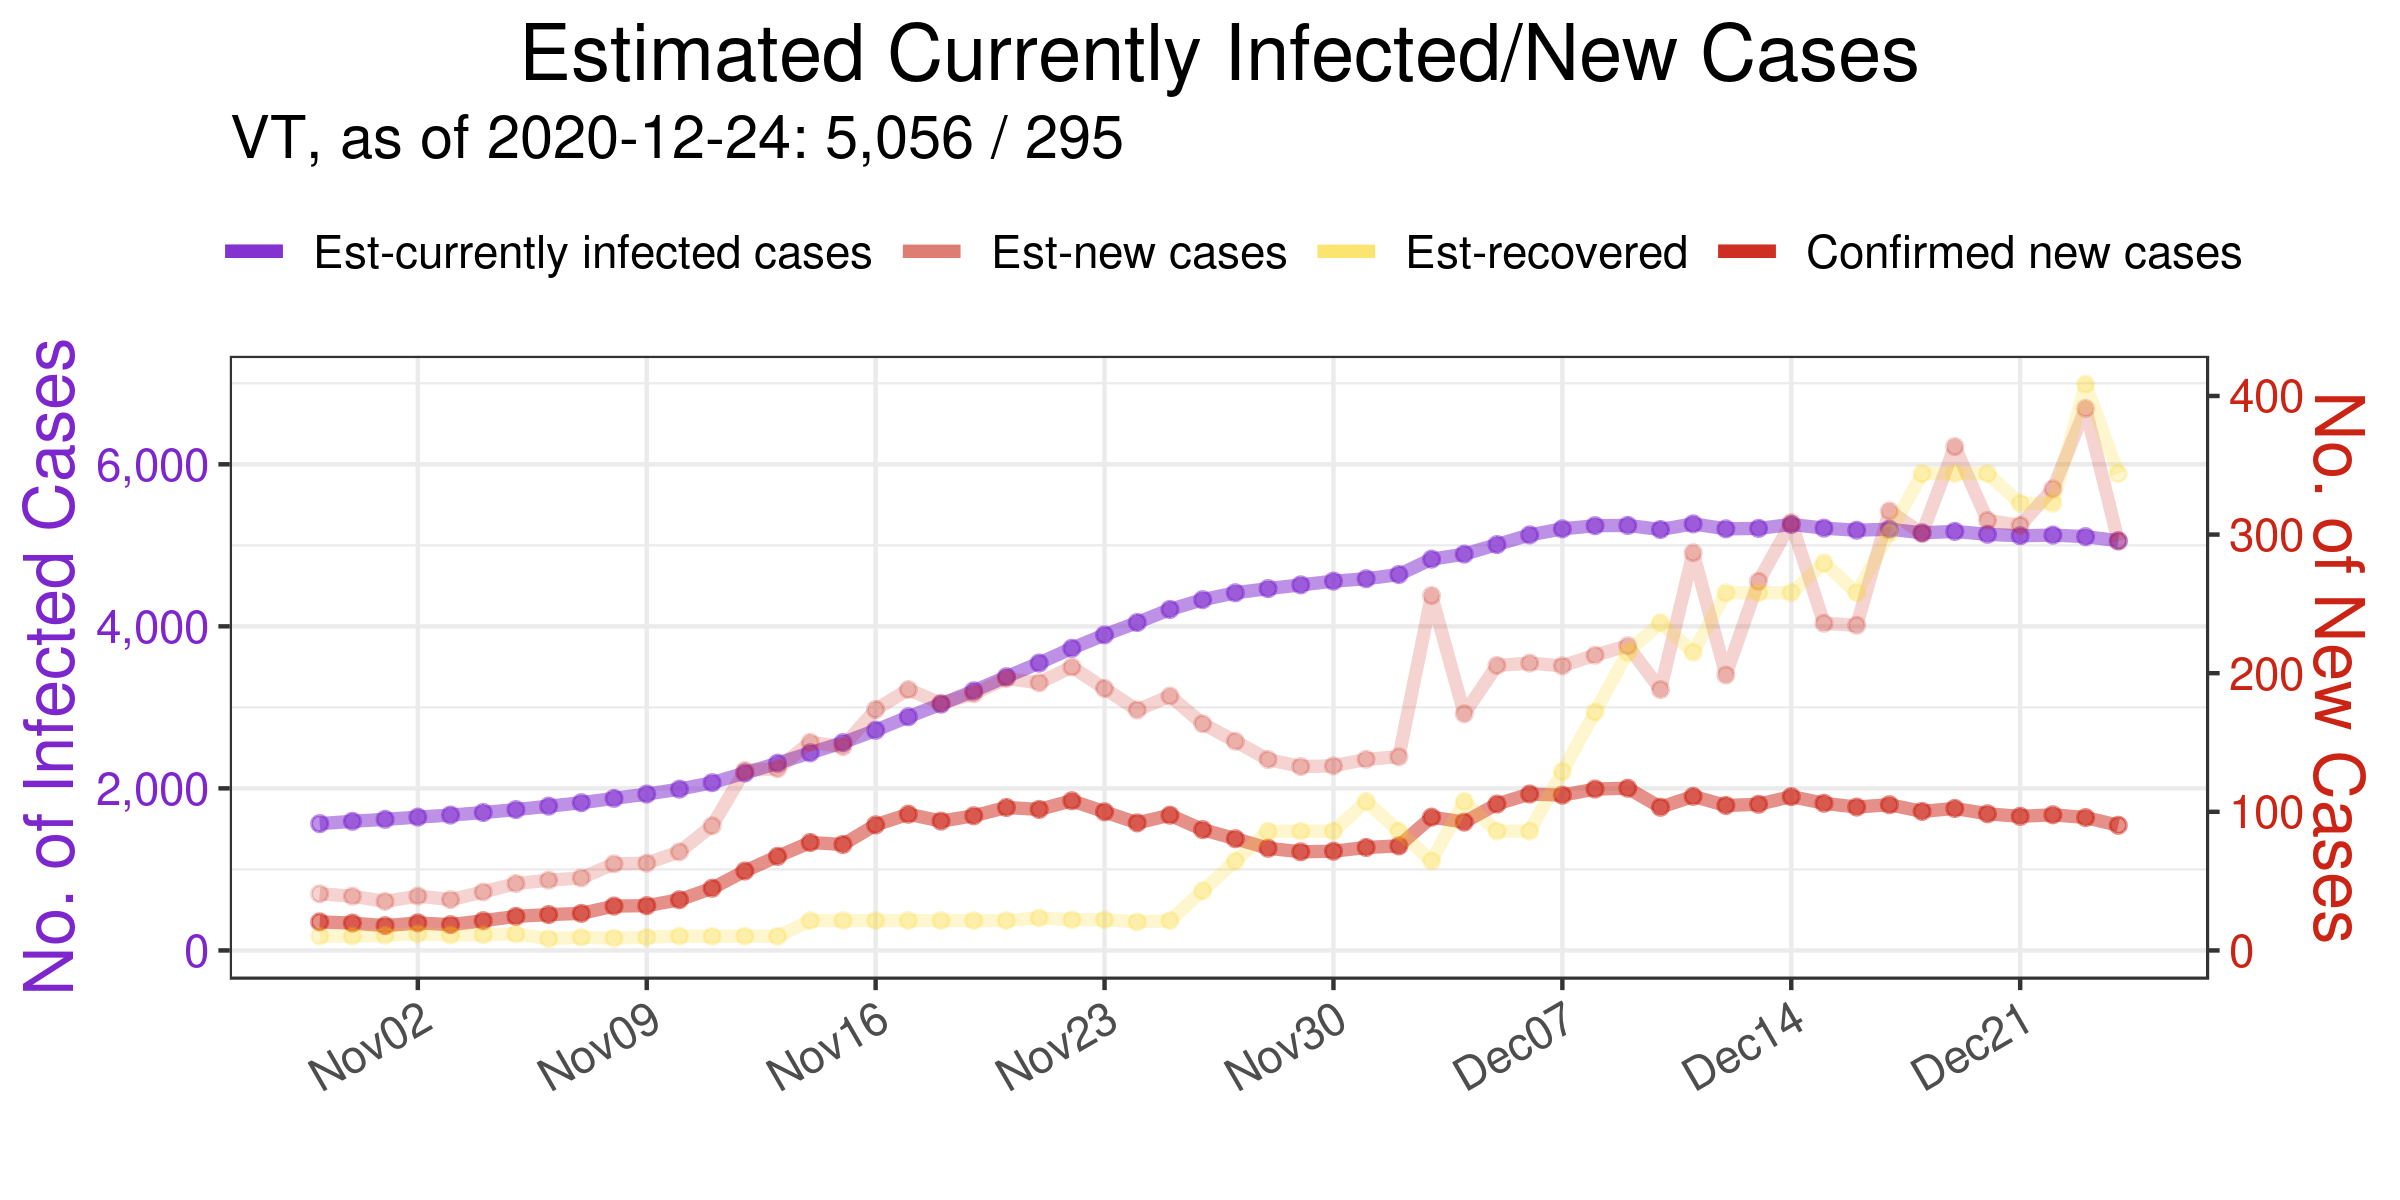 Estimated Currently Infected/New Cases
VT, as of 2020-12-24: 5,056 / 295
Est-currently infected cases
Est-new cases
Est-recovered
Confirmed new cases
No. of Infected Cases
6,000
4,000
2,000
0
400
300
200
100
0
No. of New Cases
Nov02
Nov09
Nov16
Nov23
Nov30
Dec07
Dec14
Dec21